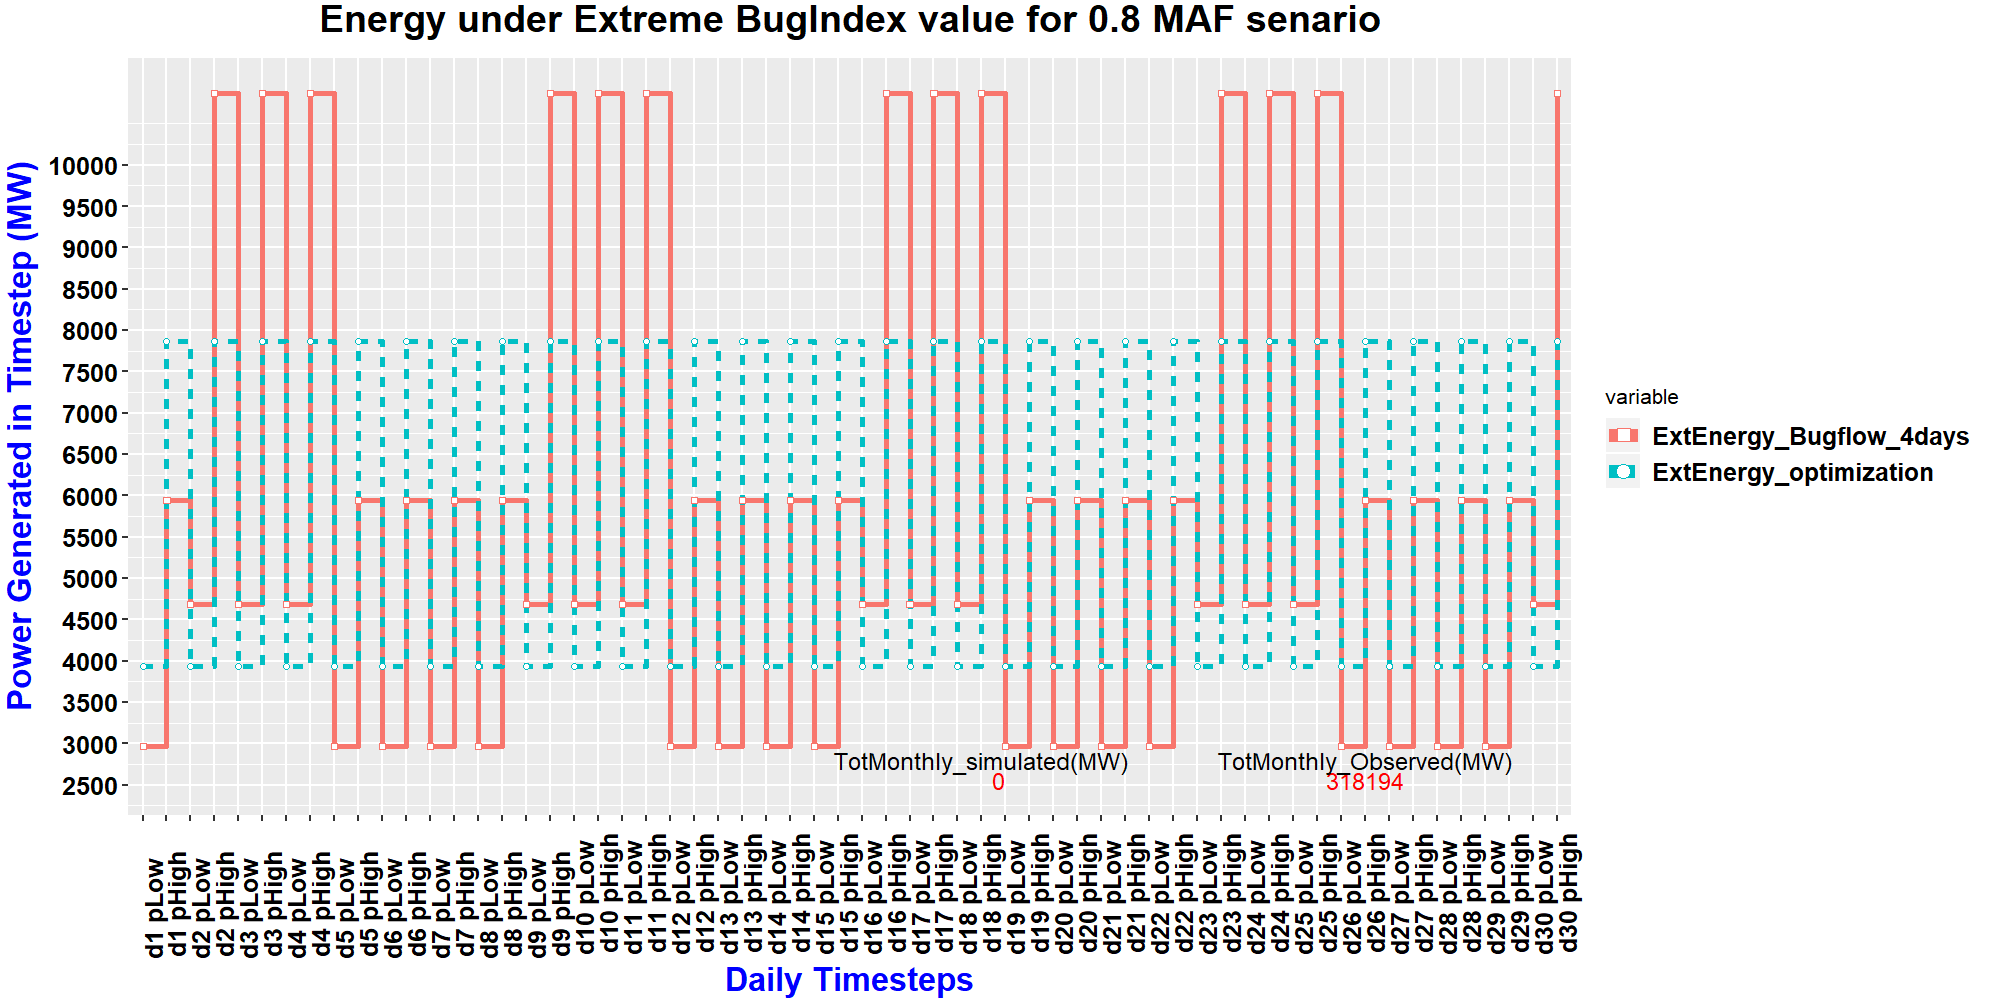 Energy under Extreme BugIndex value for 0.8 MAF senario
Power Generated in Timestep (MW)
10000
9500
9000
8500
8000
7500
7000
6500
6000
5500
5000
4500
4000
3500
3000
2500
TotMonthly_simulated(MW)
0
TotMonthly_Observed(MW)
318194
d1 pLow
d1 pHigh
d2 pLow
d2 pHigh
d3 pLow
d3 pHigh
d4 pLow
d4 pHigh
d5 pLow
d5 pHigh
d6 pLow
d6 pHigh
d7 pLow
d7 pHigh
d8 pLow
d8 pHigh
d9 pLow
d9 pHigh
d10 pLow
d10 pHigh
d11 pLow
d11 pHigh
d12 pLow
d12 pHigh
d13 pLow
d13 pHigh
d14 pLow
d14 pHigh
d15 pLow
d15 pHigh
d16 pLow
d16 pHigh
d17 pLow
d17 pHigh
d18 pLow
d18 pHigh
d19 pLow
d19 pHigh
d20 pLow
d20 pHigh
d21 pLow
d21 pHigh
d22 pLow
d22 pHigh
d23 pLow
d23 pHigh
d24 pLow
d24 pHigh
d25 pLow
d25 pHigh
d26 pLow
d26 pHigh
d27 pLow
d27 pHigh
d28 pLow
d28 pHigh
d29 pLow
d29 pHigh
d30 pLow
d30 pHigh
Daily Timesteps
variable
ExtEnergy_Bugflow_4days
ExtEnergy_optimization